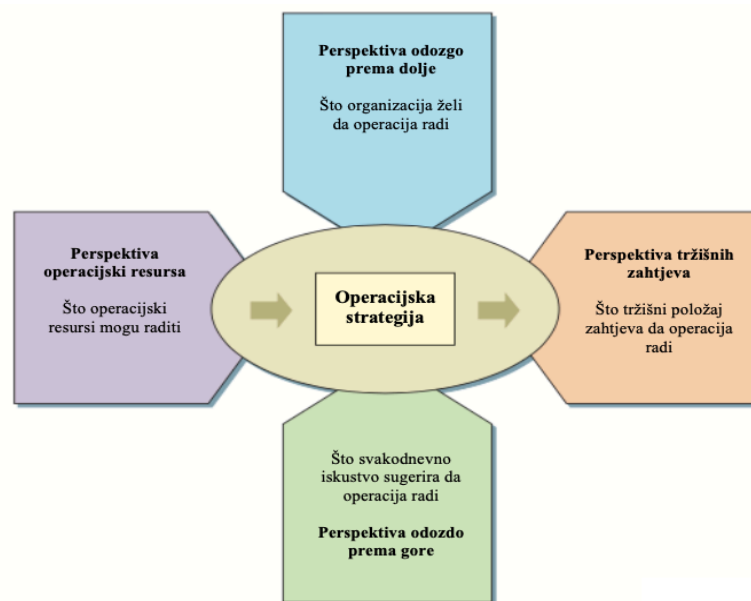 Perspektiva odozgo
prema dolje
Što organizacija želi
da operacija radi
Perspektiva
operacijski resursa
Što operacijski
resursi mogu raditi
Operacijska
strategija
Perspektiva tržišnih
zahtjeva
Što tržišni položaj
zahtjeva da operacija
radi
Što svakodnevno
iskustvo sugerira da
operacija radi
Perspektiva odozdo
prema gore